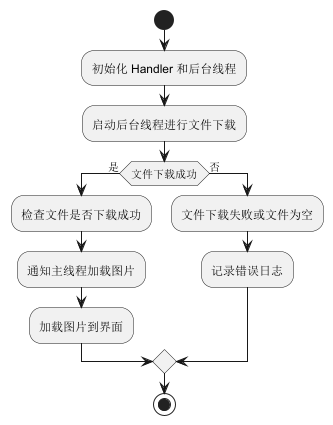 初始化 Handler 和后台线程
启动后台线程进行文件下载
是
文件下载成功
否
检查文件是否下载成功
文件下载失败或文件为空
通知主线程加载图片
记录错误日志
加载图片到界面